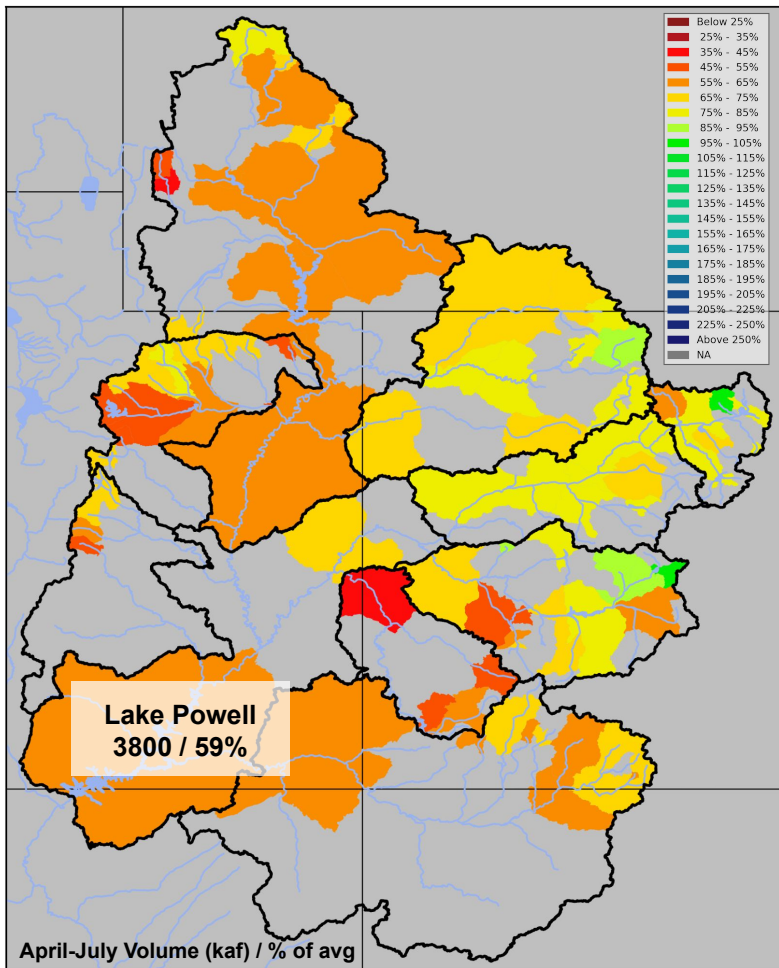 Below 25%
25% - 35%
35% - 45%
45% - 55%
55% - 65%
65% - 75%
75% - 85%
85% - 95%
95% - 105%
105% - 115%
115% - 125%
125% - 135%
135% - 145%
145% - 155%
155% - 165%
165% - 175%
175% - 185%
185% - 195%
195% - 205%
205% - 225%
225% - 250%
Above 250%
NA
Lake Powell
3800 / 59%
April-July Volume (kaf) / % of avg